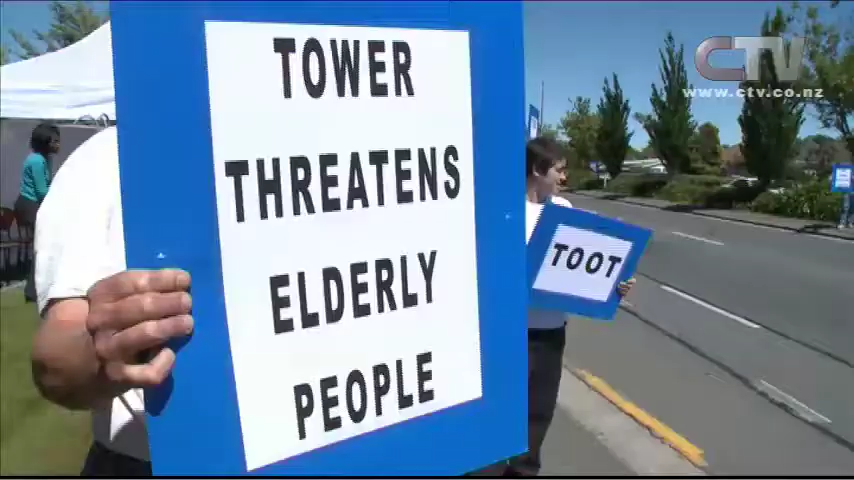 CTV
www.ctv.co.nz
TOWER
THREATENS
ELDERLY
PEOPLE
TOOT